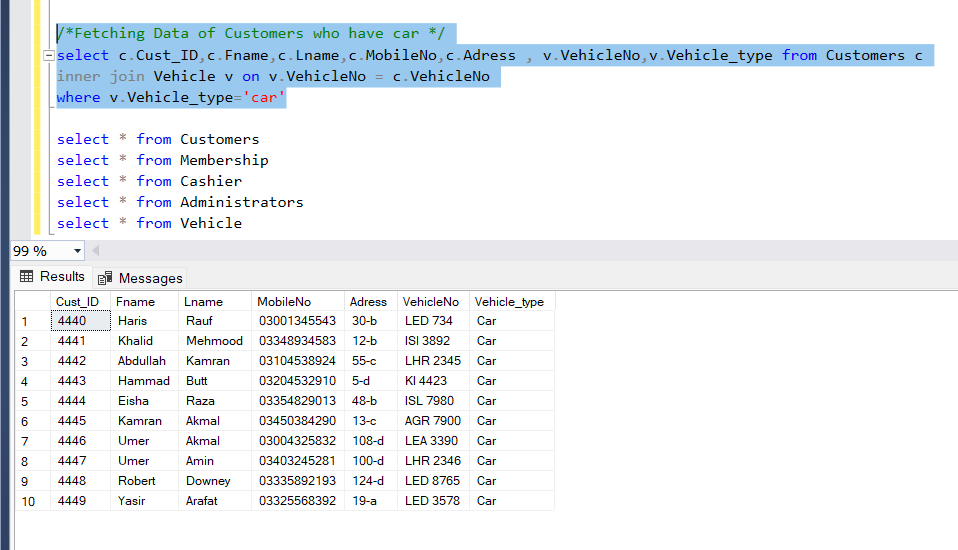 /*Fetching Data of Customers who have car */
select c.Cust_ID,c.Fname,c.Lname,c.MobileNo,c.Adress , v.VehicleNo,v.Vehicle_type from Customers c
inner join Vehicle v on v.VehicleNo = c.VehicleNo
where v.Vehicle_type='car'
select * from Customers
select * from Membership
select * from Cashier
select * from Administrators
select * from Vehicle
99 %
Results Messages
Cust_ID Fname Lname MobileNo Adress VehicleNo Vehicle_type
1 4440 Haris Rauf 03001345543 30-b LED 734 Car
2 4441 Khalid Mehmood 03348934583 12-b ISI 3892 Car
3 4442 Abdullah Kamran 03104538924 55-c LHR 2345 Car
4 4443 Hammad Butt 03204532910 5-d KI 4423 Car
5 4444 Eisha Raza 03354829013 48-b ISL 7980 Car
6 4445 Kamran Akmal 03450384290 13-c AGR 7900 Car
7 4446 Umer Akmal 03004325832 108-d LEA 3390 Car
8 4447 Umer Amin 03403245281 100-d LHR 2346 Car
9 4448 Robert Downey 03335892193 124-d LED 8765 Car
10 4449 Yasir Arafat 03325568392 19-a LED 3578 Car